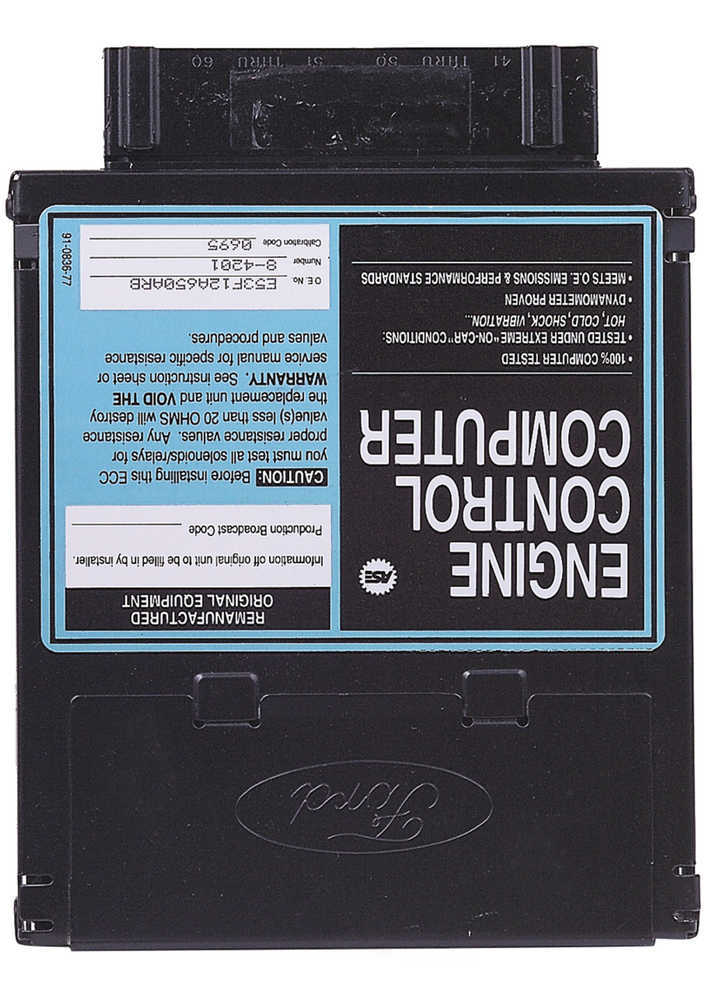 41 THRU 50    51 THRU 60
ENGINE
CONTROL
COMPUTER
ASE
• 100% COMPUTER TESTED
• TESTED UNDER EXTREME "ON-CAR" CONDITIONS:
HOT, COLD, SHOCK, VIBRATION...
• DYNAMOMETER PROVEN
• MEETS O.E. EMISSIONS & PERFORMANCE STANDARDS
REMANUFACTURED
ORIGINAL EQUIPMENT
Information off original unit to be filled in by installer.
Production Broadcast Code
CAUTION: Before installing this ECC
you must test all solenoids/relays for
proper resistance values. Any resistance
value(s) less than 20 OHMS will destroy
the replacement unit and VOID THE
WARRANTY. See instruction sheet or
service manual for specific resistance
values and procedures.
O.E. No. E53F12A650ARB
Number 8-4201
Calibration Code 0695
91-0836-77
Ford